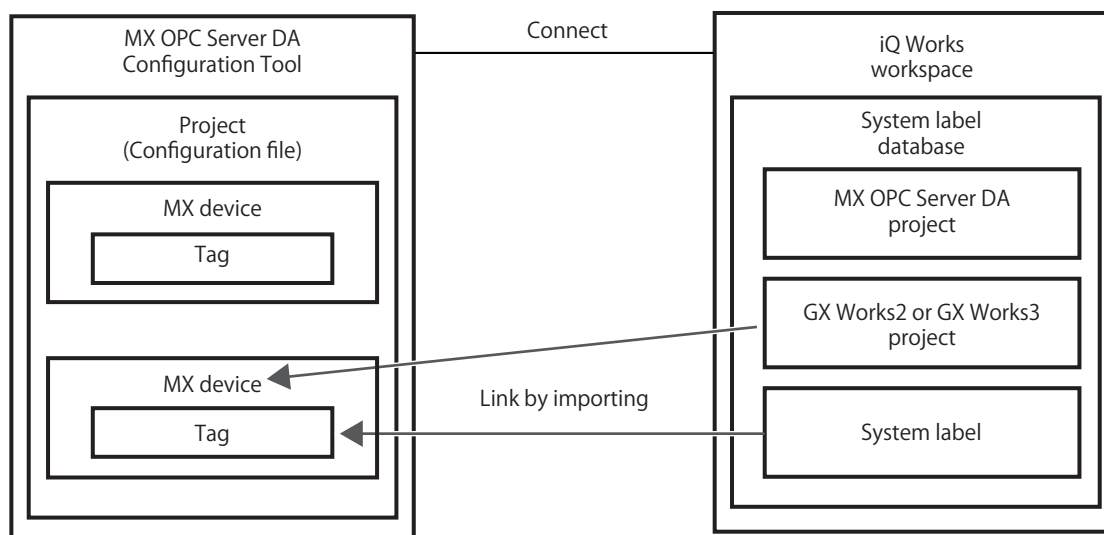 MX OPC Server DA
Configuration Tool
Project
(Configuration file)
MX device
Tag
MX device
Tag
Connect
Link by importing
iQ Works
workspace
System label
database
MX OPC Server DA
project
GX Works2 or GX Works3
project
System label